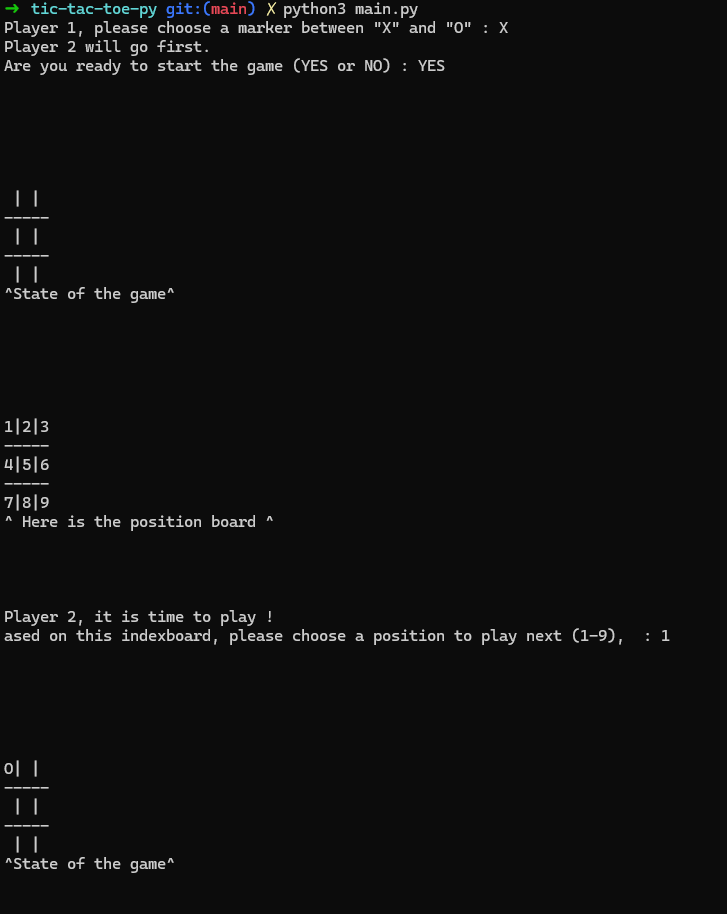 ➜ tic-tac-toe-py git:(main) X python3 main.py
Player 1, please choose a marker between "X" and "O" : X
Player 2 will go first.
Are you ready to start the game (YES or NO) : YES
 | |
-----
 | |
-----
 | |
^State of the game^
1|2|3
-----
4|5|6
-----
7|8|9
^ Here is the position board ^
Player 2, it is time to play !
ased on this indexboard, please choose a position to play next (1-9),  : 1
O| |
-----
 | |
-----
 | |
^State of the game^